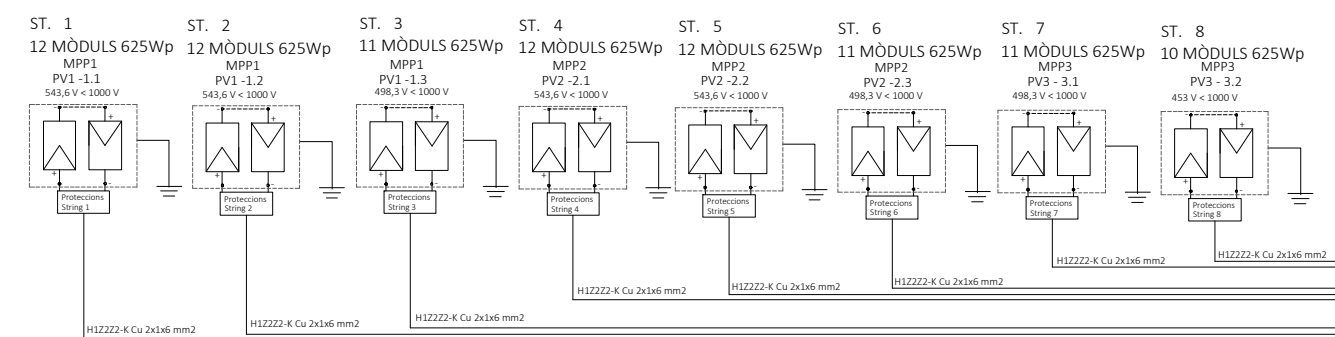 ST. 1
12 MÒDULS 625Wp
MPP1
PV1 -1.1
543,6 V < 1000 V
+
+
-
-
Proteccions
String 1
H1Z2Z2-K Cu 2x1x6 mm2
ST. 2
12 MÒDULS 625Wp
MPP1
PV1 -1.2
543,6 V < 1000 V
+
+
-
-
Proteccions
String 2
H1Z2Z2-K Cu 2x1x6 mm2
ST. 3
11 MÒDULS 625Wp
MPP1
PV1 -1.3
498,3 V < 1000 V
+
+
-
-
Proteccions
String 3
H1Z2Z2-K Cu 2x1x6 mm2
ST. 4
12 MÒDULS 625Wp
MPP2
PV2 -2.1
543,6 V < 1000 V
+
+
-
-
Proteccions
String 4
H1Z2Z2-K Cu 2x1x6 mm2
ST. 5
12 MÒDULS 625Wp
MPP2
PV2 -2.2
543,6 V < 1000 V
+
+
-
-
Proteccions
String 5
H1Z2Z2-K Cu 2x1x6 mm2
ST. 6
11 MÒDULS 625Wp
MPP2
PV2 -2.3
498,3 V < 1000 V
+
+
-
-
Proteccions
String 6
H1Z2Z2-K Cu 2x1x6 mm2
ST. 7
11 MÒDULS 625Wp
MPP3
PV3 - 3.1
498,3 V < 1000 V
+
+
-
-
Proteccions
String 7
H1Z2Z2-K Cu 2x1x6 mm2
ST. 8
10 MÒDULS 625Wp
MPP3
PV3 - 3.2
453 V < 1000 V
+
+
-
-
Proteccions
String 8
H1Z2Z2-K Cu 2x1x6 mm2